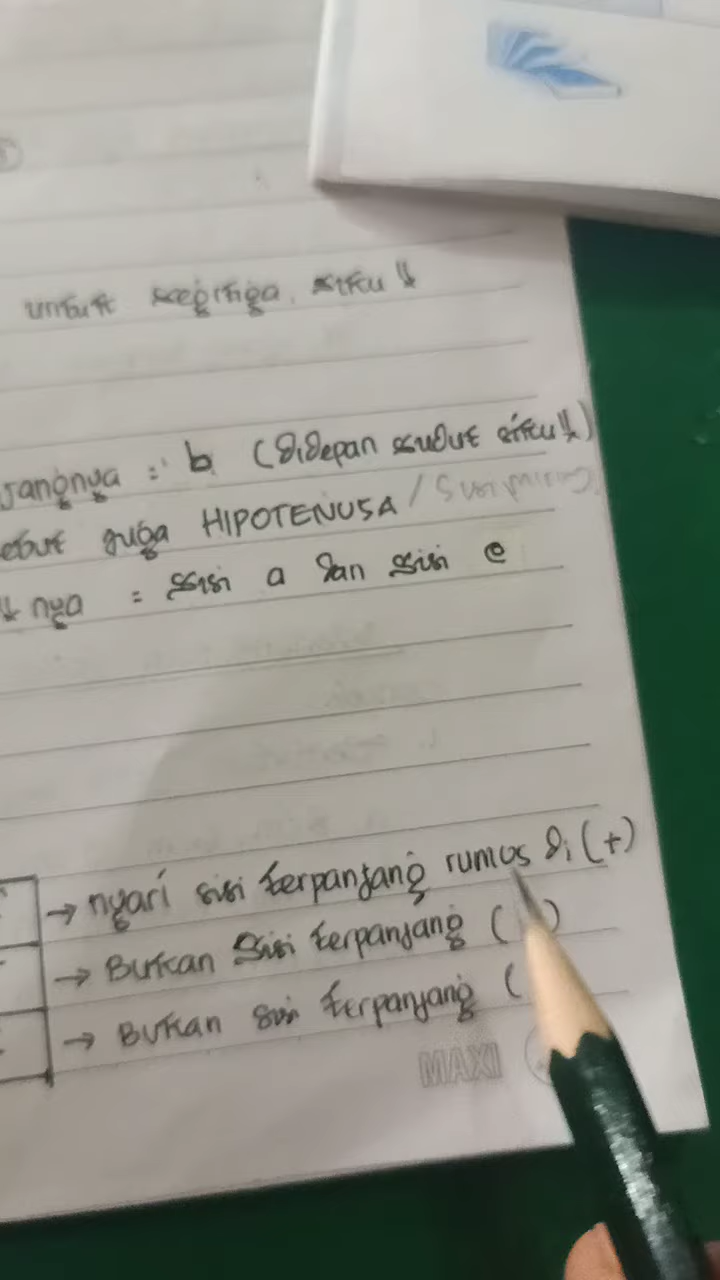 untuk segitiga siku"
jangnya : b (Didepan sudut siku")
ebut juga HIPOTENUSA /
" nya : sisi a dan sisi c
→ nyari sisi terpanjang rumus di (+)
→ Bukan sisi terpanjang (
→ Bukan sisi terpanjang (
MAXI